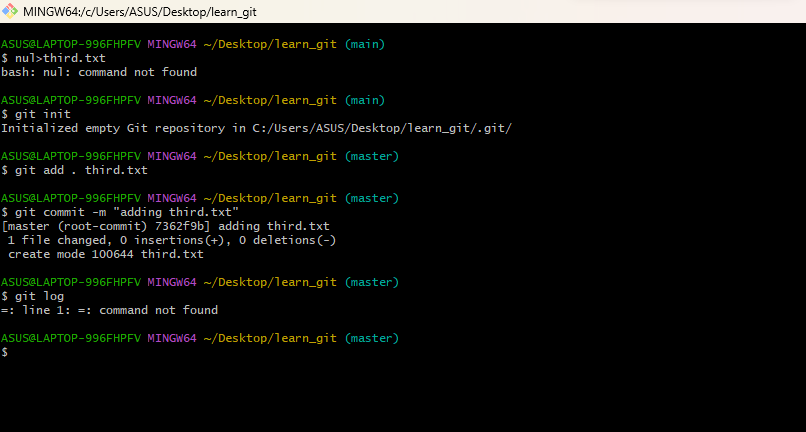 MINGW64:/c/Users/ASUS/Desktop/learn_git
ASUS@LAPTOP-996FHPFV MINGW64 ~/Desktop/learn_git (main)
$ nul>third.txt
bash: nul: command not found
ASUS@LAPTOP-996FHPFV MINGW64 ~/Desktop/learn_git (main)
$ git init
Initialized empty Git repository in C:/Users/ASUS/Desktop/learn_git/.git/
ASUS@LAPTOP-996FHPFV MINGW64 ~/Desktop/learn_git (master)
$ git add . third.txt
ASUS@LAPTOP-996FHPFV MINGW64 ~/Desktop/learn_git (master)
$ git commit -m "adding third.txt"
[master (root-commit) 7362f9b] adding third.txt
 1 file changed, 0 insertions(+), 0 deletions(-)
 create mode 100644 third.txt
ASUS@LAPTOP-996FHPFV MINGW64 ~/Desktop/learn_git (master)
$ git log
=: line 1: =: command not found
ASUS@LAPTOP-996FHPFV MINGW64 ~/Desktop/learn_git (master)
$